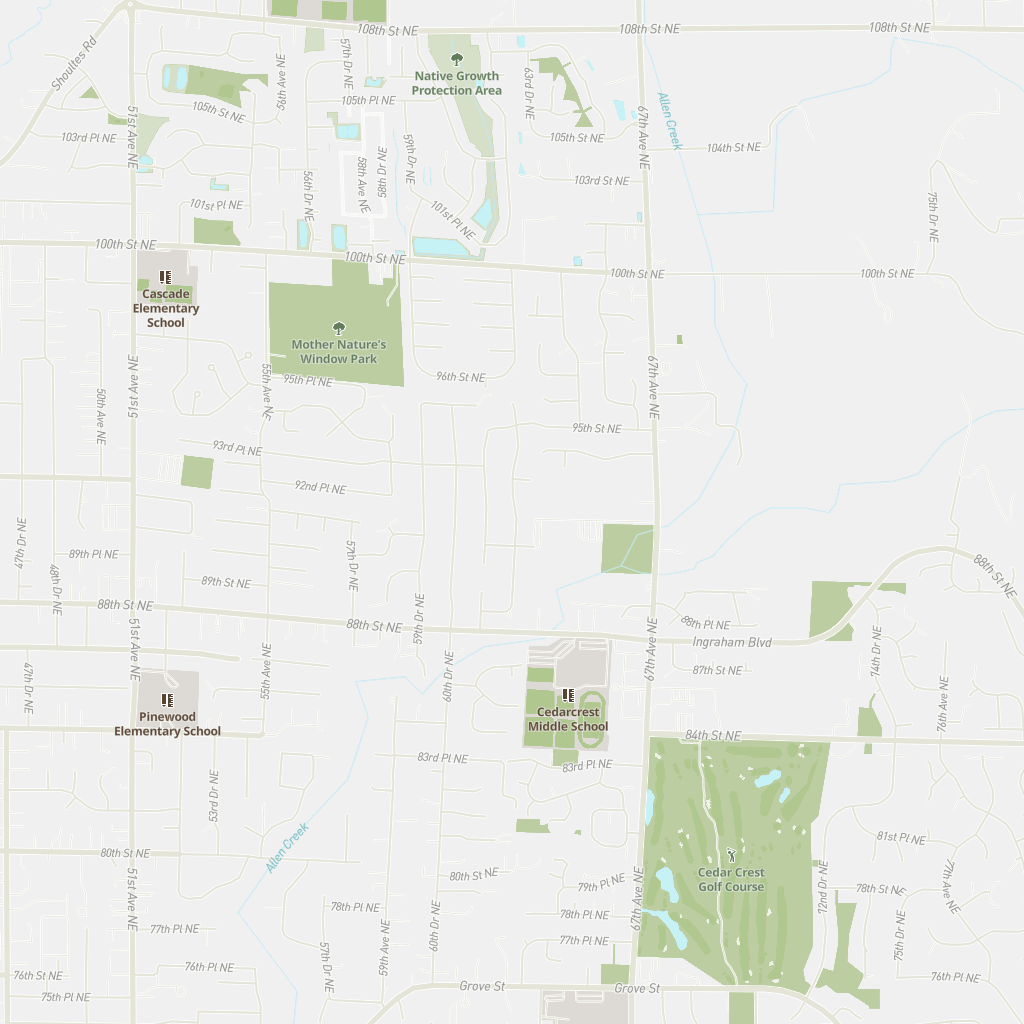 108th St NE
108th St NE
108th St NE
Shoultes Rd
57th Dr NE
56th Ave NE
Native Growth
Protection Area
63rd Dr NE
67th Ave NE
Allen Creek
105th St NE
105th Pl NE
51st Ave NE
103rd Pl NE
59th Dr NE
58th Ave NE
58th Dr NE
105th St NE
104th St NE
56th Dr NE
103rd St NE
75th Dr NE
101st Pl NE
101st Pl NE
100th St NE
100th St NE
100th St NE
100th St NE
Cascade
Elementary
School
Mother Nature's
Window Park
51st Ave NE
50th Ave NE
55th Ave NE
95th Pl NE
96th St NE
67th Ave NE
95th St NE
93rd Pl NE
92nd Pl NE
47th Dr NE
48th Dr NE
89th Pl NE
57th Dr NE
89th St NE
88th St NE
88th St NE
88th St NE
59th Dr NE
88th Pl NE
Ingraham Blvd
51st Ave NE
67th Ave NE
74th Dr NE
47th Dr NE
55th Ave NE
60th Dr NE
87th St NE
76th Ave NE
Pinewood
Elementary School
Cedarcrest
Middle School
84th St NE
83rd Pl NE
83rd Pl NE
53rd Dr NE
Allen Creek
81st Pl NE
80th St NE
80th St NE
Cedar Crest
Golf Course
79th Pl NE
72nd Dr NE
78th St NE
77th Ave NE
51st Ave NE
67th Ave NE
78th Pl NE
78th Pl NE
60th Dr NE
59th Ave NE
77th Pl NE
77th Pl NE
57th Dr NE
75th Dr NE
76th St NE
76th Pl NE
76th Pl NE
75th Pl NE
Grove St
Grove St